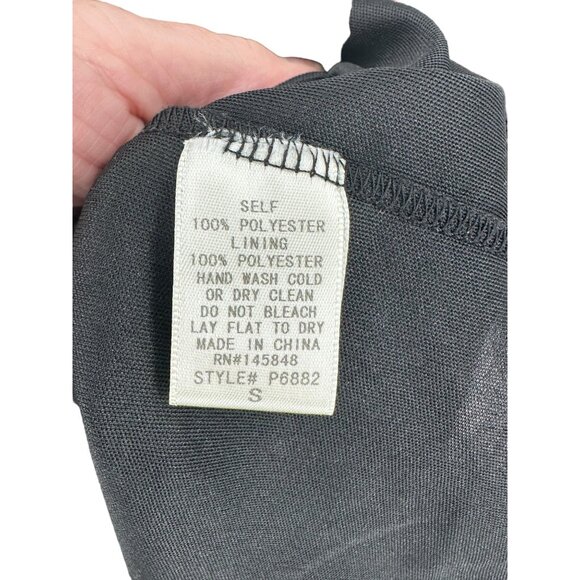 SELF
100% POLYESTER
LINING
100% POLYESTER
HAND WASH COLD
OR DRY CLEAN
DO NOT BLEACH
LAY FLAT TO DRY
MADE IN CHINA
RN#145848
STYLE# P6882
S